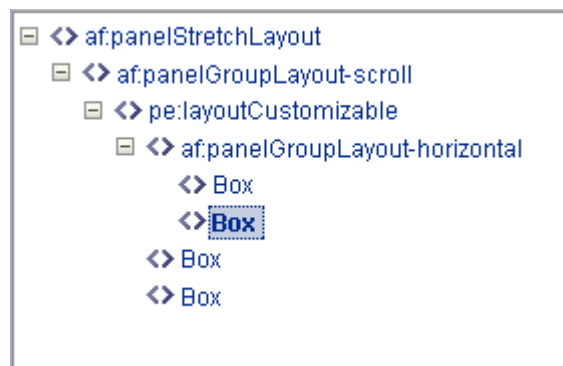 <> af:panelStretchLayout
<> af:panelGroupLayout-scroll
<> pe:layoutCustomizable
<> af:panelGroupLayout-horizontal
<> Box
<> Box
<> Box
<> Box